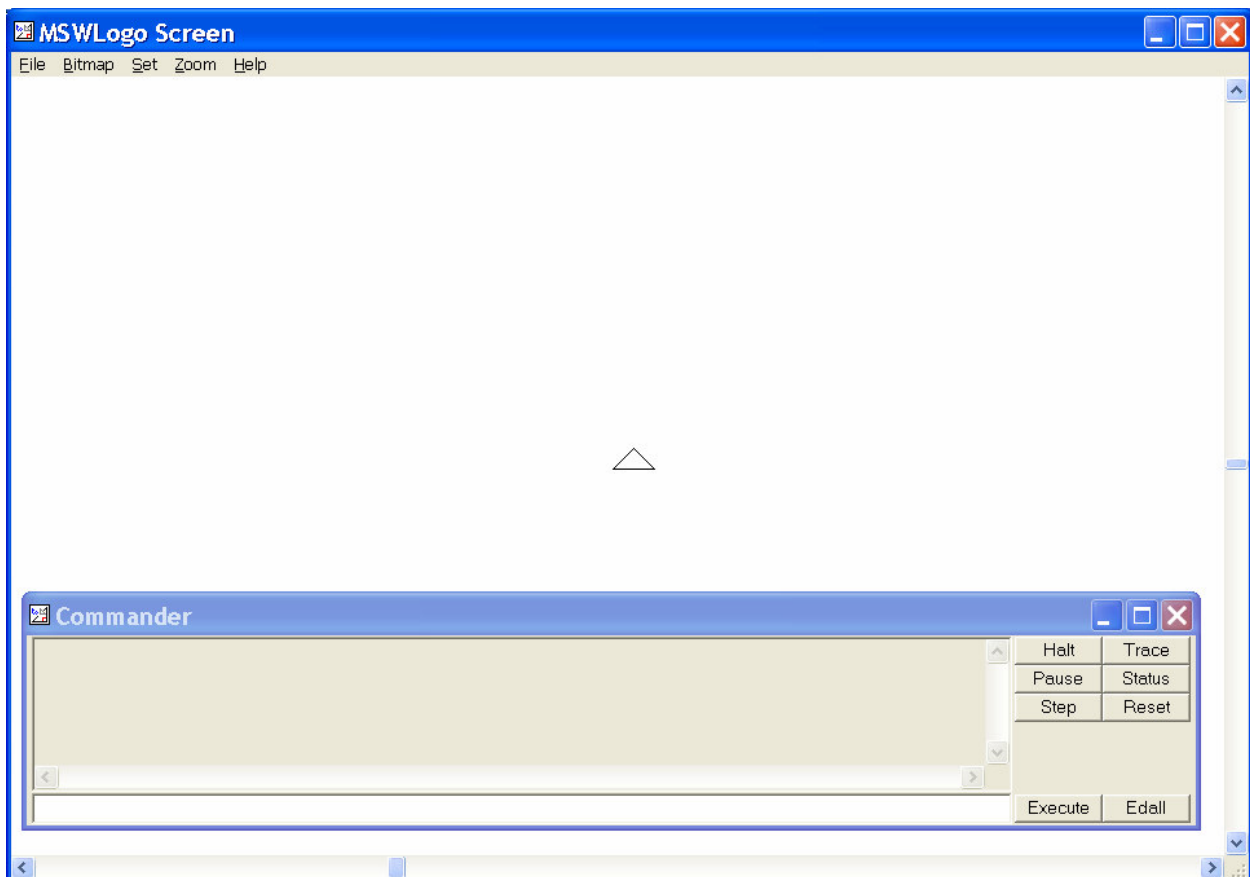 MSWLogo Screen
File Bitmap Set Zoom Help
Commander
Halt Trace
Pause Status
Step Reset
Execute Edall